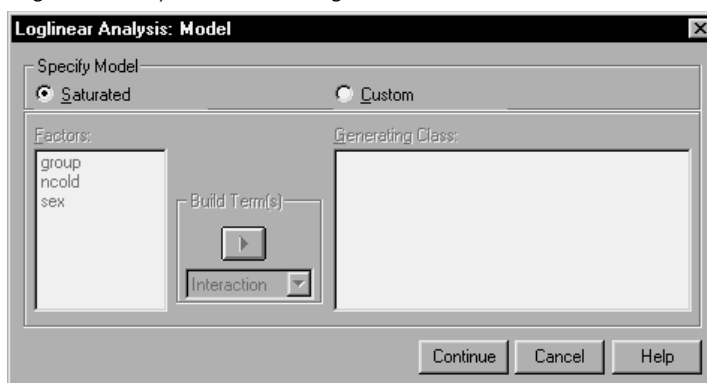 Loglinear Analysis: Model
Specify Model
Saturated
Custom
Factors:
Generating Class:
group
ncold
sex
Build Term(s)
Interaction
Continue
Cancel
Help